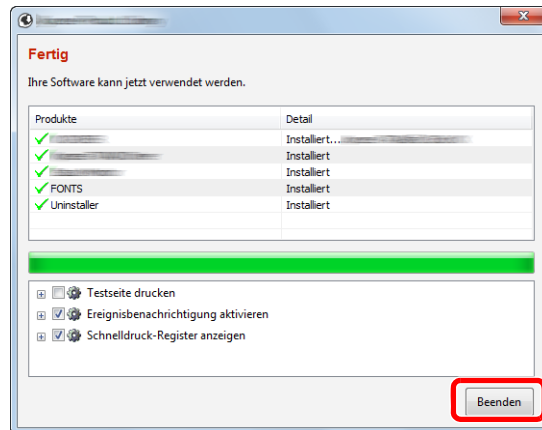 Fertig
Ihre Software kann jetzt verwendet werden.
Produkte Detail
Installiert...
Installiert
Installiert
FONTS Installiert
Uninstaller Installiert
Testseite drucken
Ereignisbenachrichtigung aktivieren
Schnelldruck-Register anzeigen
Beenden